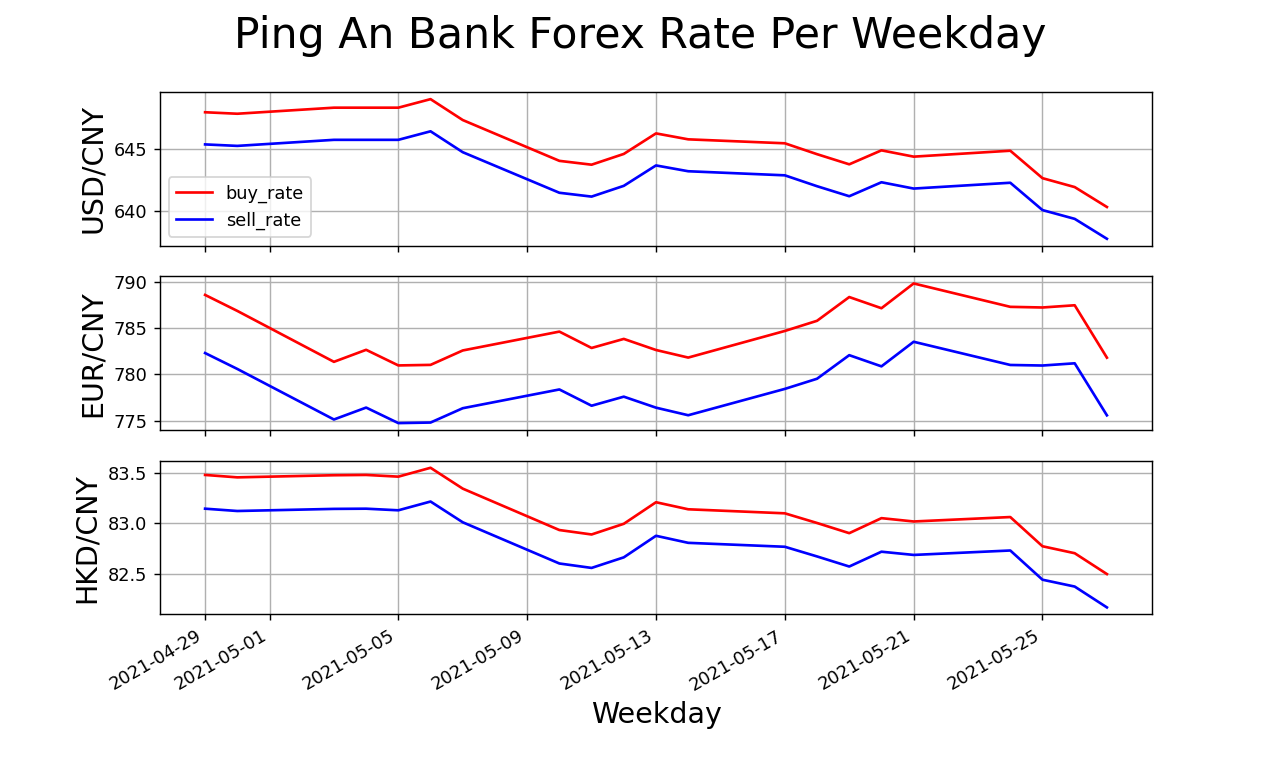 Ping An Bank Forex Rate Per Weekday
USD/CNY
645
640
buy_rate
sell_rate
EUR/CNY
790
785
780
775
HKD/CNY
83.5
83.0
82.5
2021-04-29
2021-05-01
2021-05-05
2021-05-09
2021-05-13
2021-05-17
2021-05-21
2021-05-25
Weekday